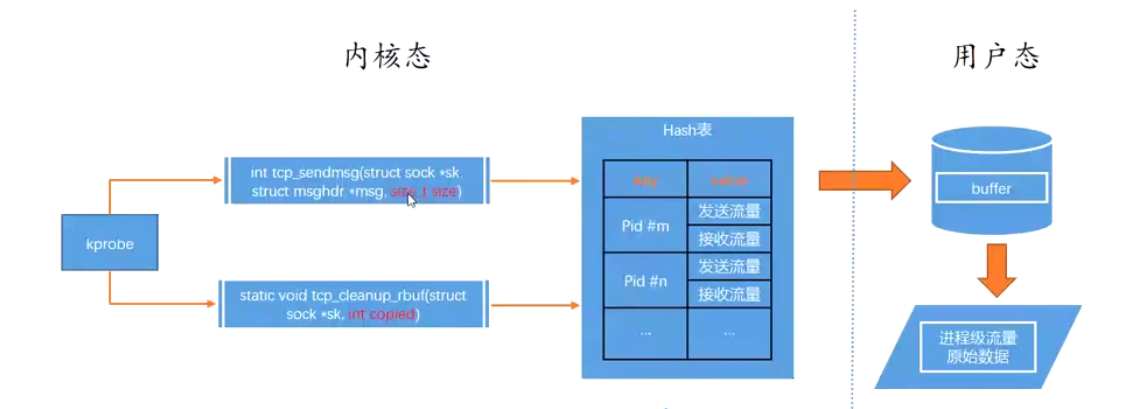 内核态
用户态
kprobe
int tcp_sendmsg(struct sock *sk,
struct msghdr *msg, size_t size)
static void tcp_cleanup_rbuf(struct
sock *sk, int copied)
Hash表
key value
Pid #m
发送流量
接收流量
Pid #n
发送流量
接收流量
... ...
buffer
进程级流量
原始数据